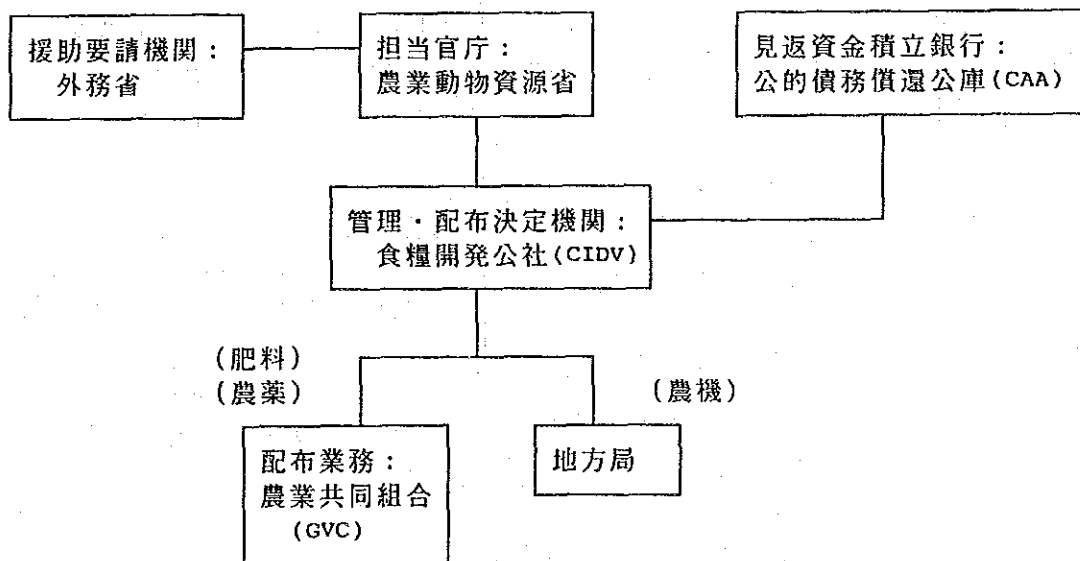 援助要請機関：
外務省
担当官庁：
農業動物資源省
見返資金積立銀行：
公的債務償還公庫(CAA)
管理・配布決定機関：
食糧開発公社(CIDV)
(肥料)
(農薬)
(農機)
配布業務：
農業共同組合
(GVC)
地方局